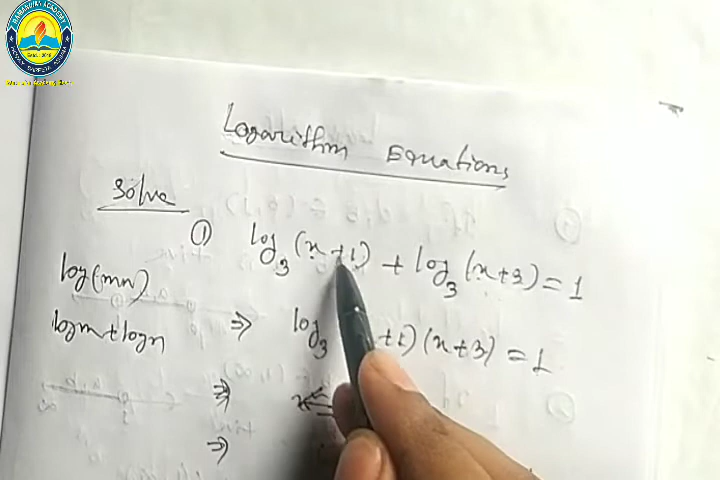 Logarithm Equations
Solve
① log₃(x+1) + log₃(x+3) = 1
log(mn)
logm + logn
⇒ log₃ +1)(x+3) = 1
⇒ x
⇒